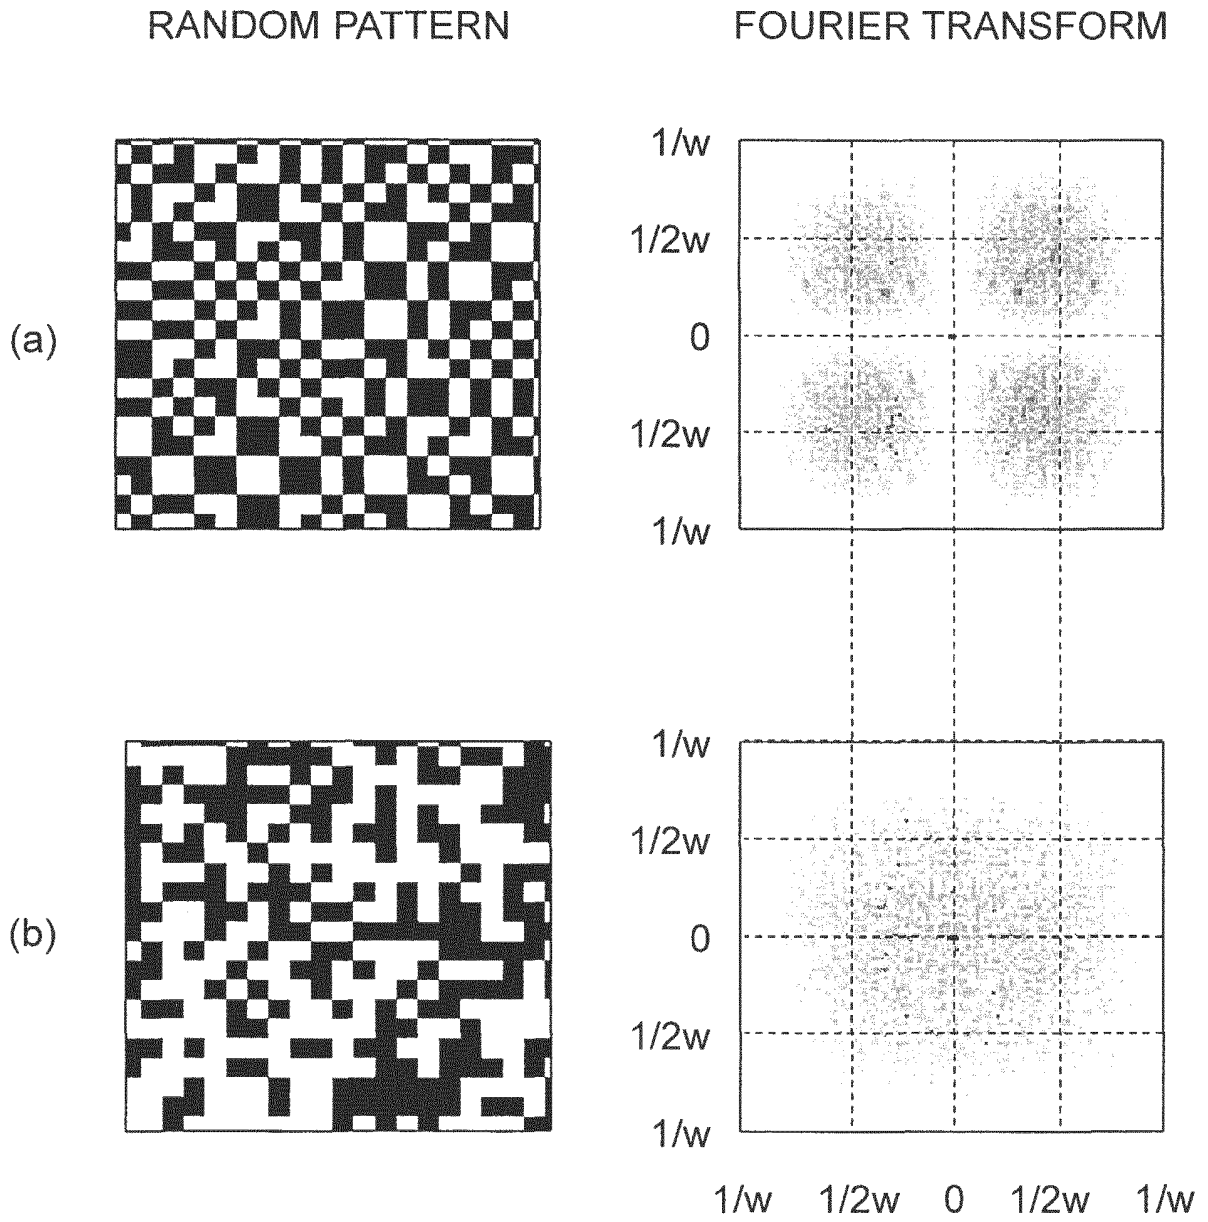 RANDOM PATTERN
FOURIER TRANSFORM
(a)
1/w
1/2w
0
1/2w
1/w
(b)
1/w
1/2w
0
1/2w
1/w
1/w 1/2w 0 1/2w 1/w